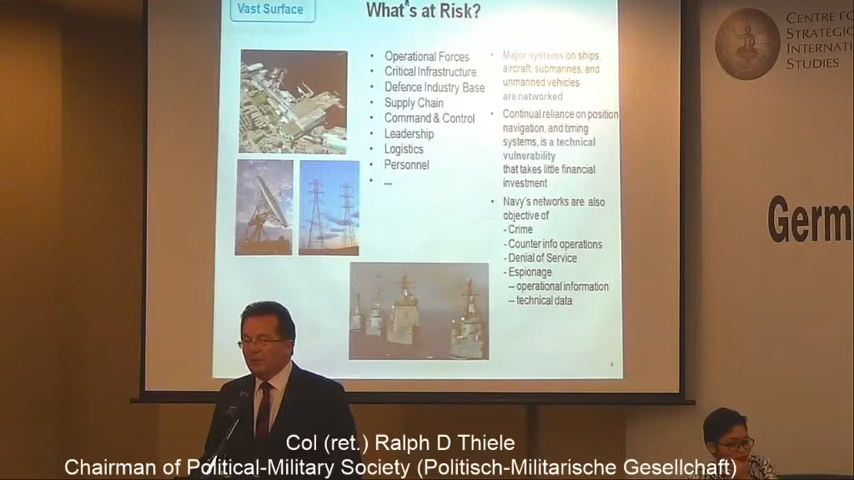 Vast Surface
What's at Risk?
• Operational Forces
• Critical Infrastructure
• Defence Industry Base
• Supply Chain
• Command & Control
• Leadership
• Logistics
• Personnel
• ...
• Major systems on ships
aircraft, submarines, and
unmanned vehicles
are networked
• Continual reliance on position
navigation, and timing
systems, is a technical
vulnerability
that takes little financial
investment
• Navy's networks are also
objective of
- Crime
- Counter info operations
- Denial of Service
- Espionage
– operational information
– technical data
CENTRE FO
STRATEGIC
INTERNATI
STUDIES
Germ
Col (ret.) Ralph D Thiele
Chairman of Political-Military Society (Politisch-Militarische Gesellchaft)